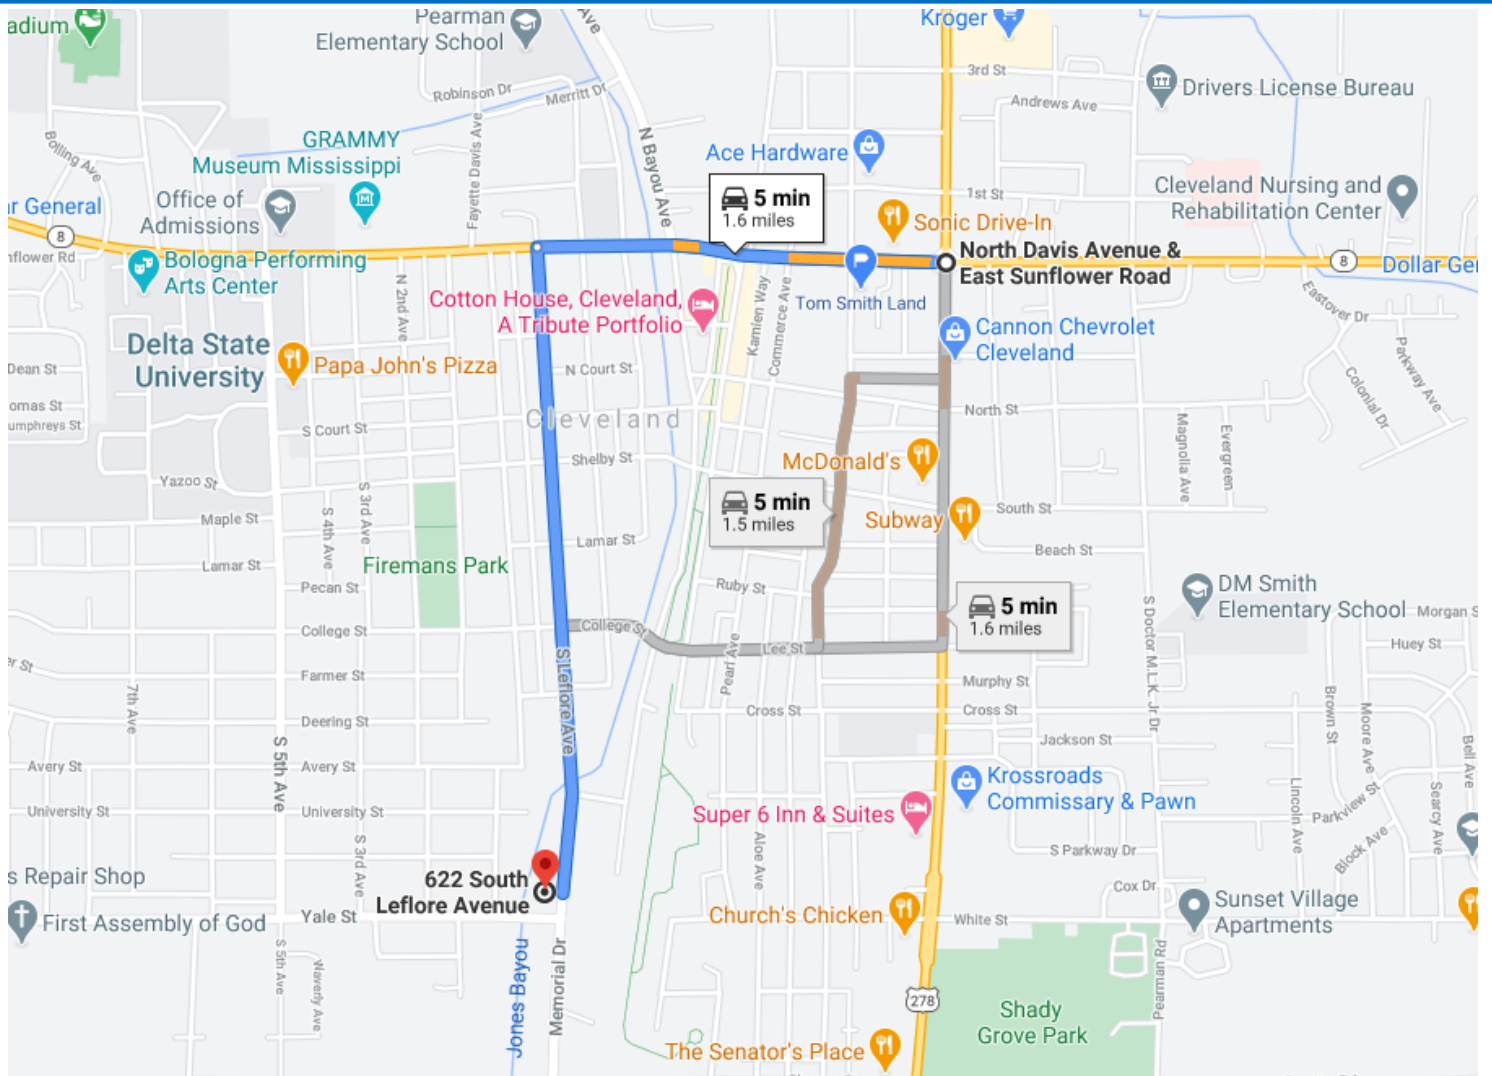 adium
Pearman
Elementary School
Ave
Kroger
3rd St
Drivers License Bureau
Robinson Dr
Merritt Dr
Andrews Ave
Bolling Ave
GRAMMY
Museum Mississippi
Fayette Davis Ave
N Bayou Ave
Ace Hardware
1st St
Cleveland Nursing and
Rehabilitation Center
ar General
Office of
Admissions
5 min
1.6 miles
Sonic Drive-In
8
nflower Rd
Bologna Performing
Arts Center
North Davis Avenue &
East Sunflower Road
8
Dollar Ge
N 2nd Ave
Cotton House, Cleveland,
A Tribute Portfolio
Kamien Way
Commerce Ave
Tom Smith Land
Eastover Dr
Delta State
University
Papa John's Pizza
Cannon Chevrolet
Cleveland
Parkway Ave
Dean St
N Court St
Colonial Dr
omas St
umphreys St
S Court St
Cleveland
North St
Magnolia Ave
Evergreen
Shelby St
McDonald's
Yazoo St
S 3rd Ave
5 min
1.5 miles
Maple St
S 4th Ave
Subway
South St
Lamar St
Firemans Park
Lamar St
Beach St
Pecan St
Ruby St
5 min
1.6 miles
DM Smith
Elementary School
Morgan S
College St
College St
Lee St
S Doctor M.L.K. Jr Dr
Huey St
er St
Farmer St
S Leflore Ave
Pearl Ave
Murphy St
7th Ave
Deering St
Cross St
Cross St
Brown St
Moore Ave
Bell Ave
S 5th Ave
Jackson St
Avery St
Avery St
Krossroads
Commissary & Pawn
University St
University St
Super 6 Inn & Suites
Lincoln Ave
Parkview St
Searcy Ave
S 3rd Ave
Aloe Ave
S Parkway Dr
Block Ave
s Repair Shop
622 South
Leflore Avenue
Cox Dr
Sunset Village
Apartments
First Assembly of God
Yale St
Church's Chicken
White St
S 5th Ave
Waverly Ave
Jones Bayou
Memorial Dr
278
Shady
Grove Park
Pearman Rd
The Senator's Place